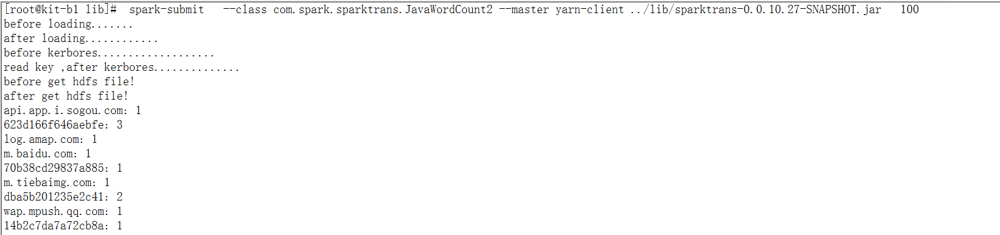 [root@kit-b1 lib]#  spark-submit   --class com.spark.sparktrans.JavaWordCount2 --master yarn-client ../lib/sparktrans-0.0.10.27-SNAPSHOT.jar   100
before loading.......
after loading............
before kerbores...................
read key ,after kerbores..............
before get hdfs file!
after get hdfs file!
api.app.i.sogou.com: 1
623d166f646aebfe: 3
log.amap.com: 1
m.baidu.com: 1
70b38cd29837a885: 1
m.tiebaimg.com: 1
dba5b201235e2c41: 2
wap.mpush.qq.com: 1
14b2c7da7a72cb8a: 1